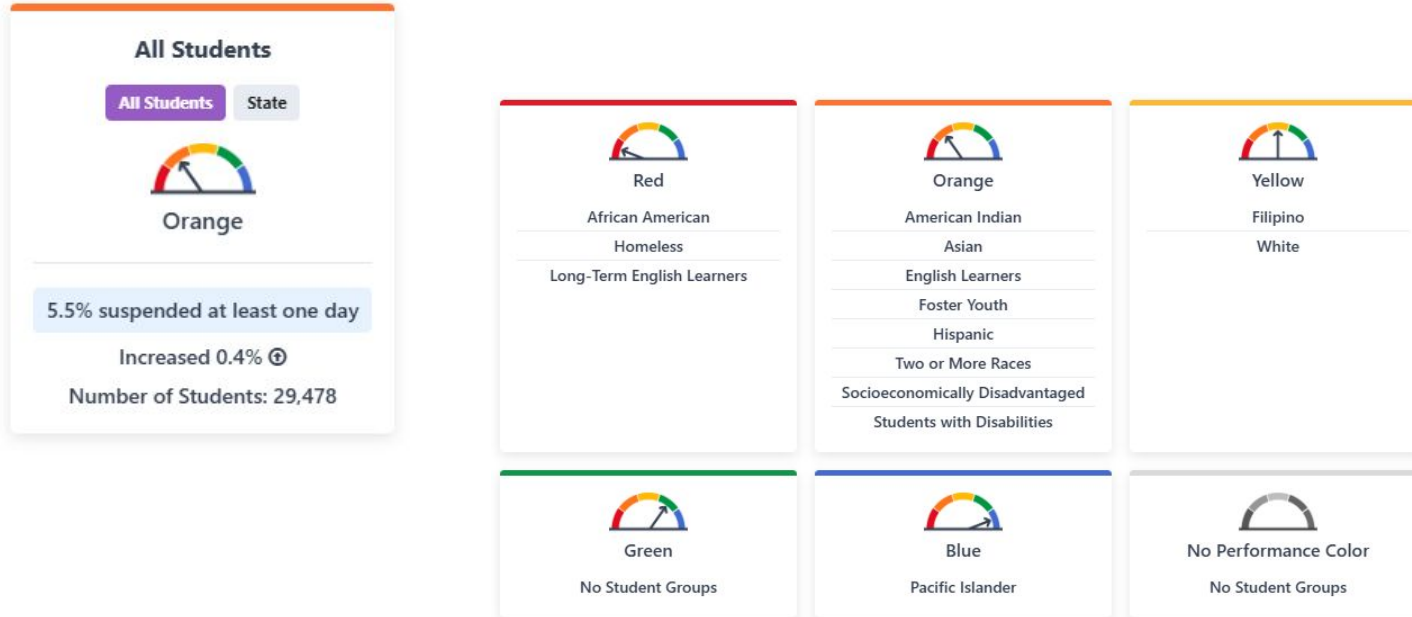 All Students
All Students
State
Orange
5.5% suspended at least one day
Increased 0.4%
Number of Students: 29,478
Red
African American
Homeless
Long-Term English Learners
Orange
American Indian
Asian
English Learners
Foster Youth
Hispanic
Two or More Races
Socioeconomically Disadvantaged
Students with Disabilities
Yellow
Filipino
White
Green
No Student Groups
Blue
Pacific Islander
No Performance Color
No Student Groups